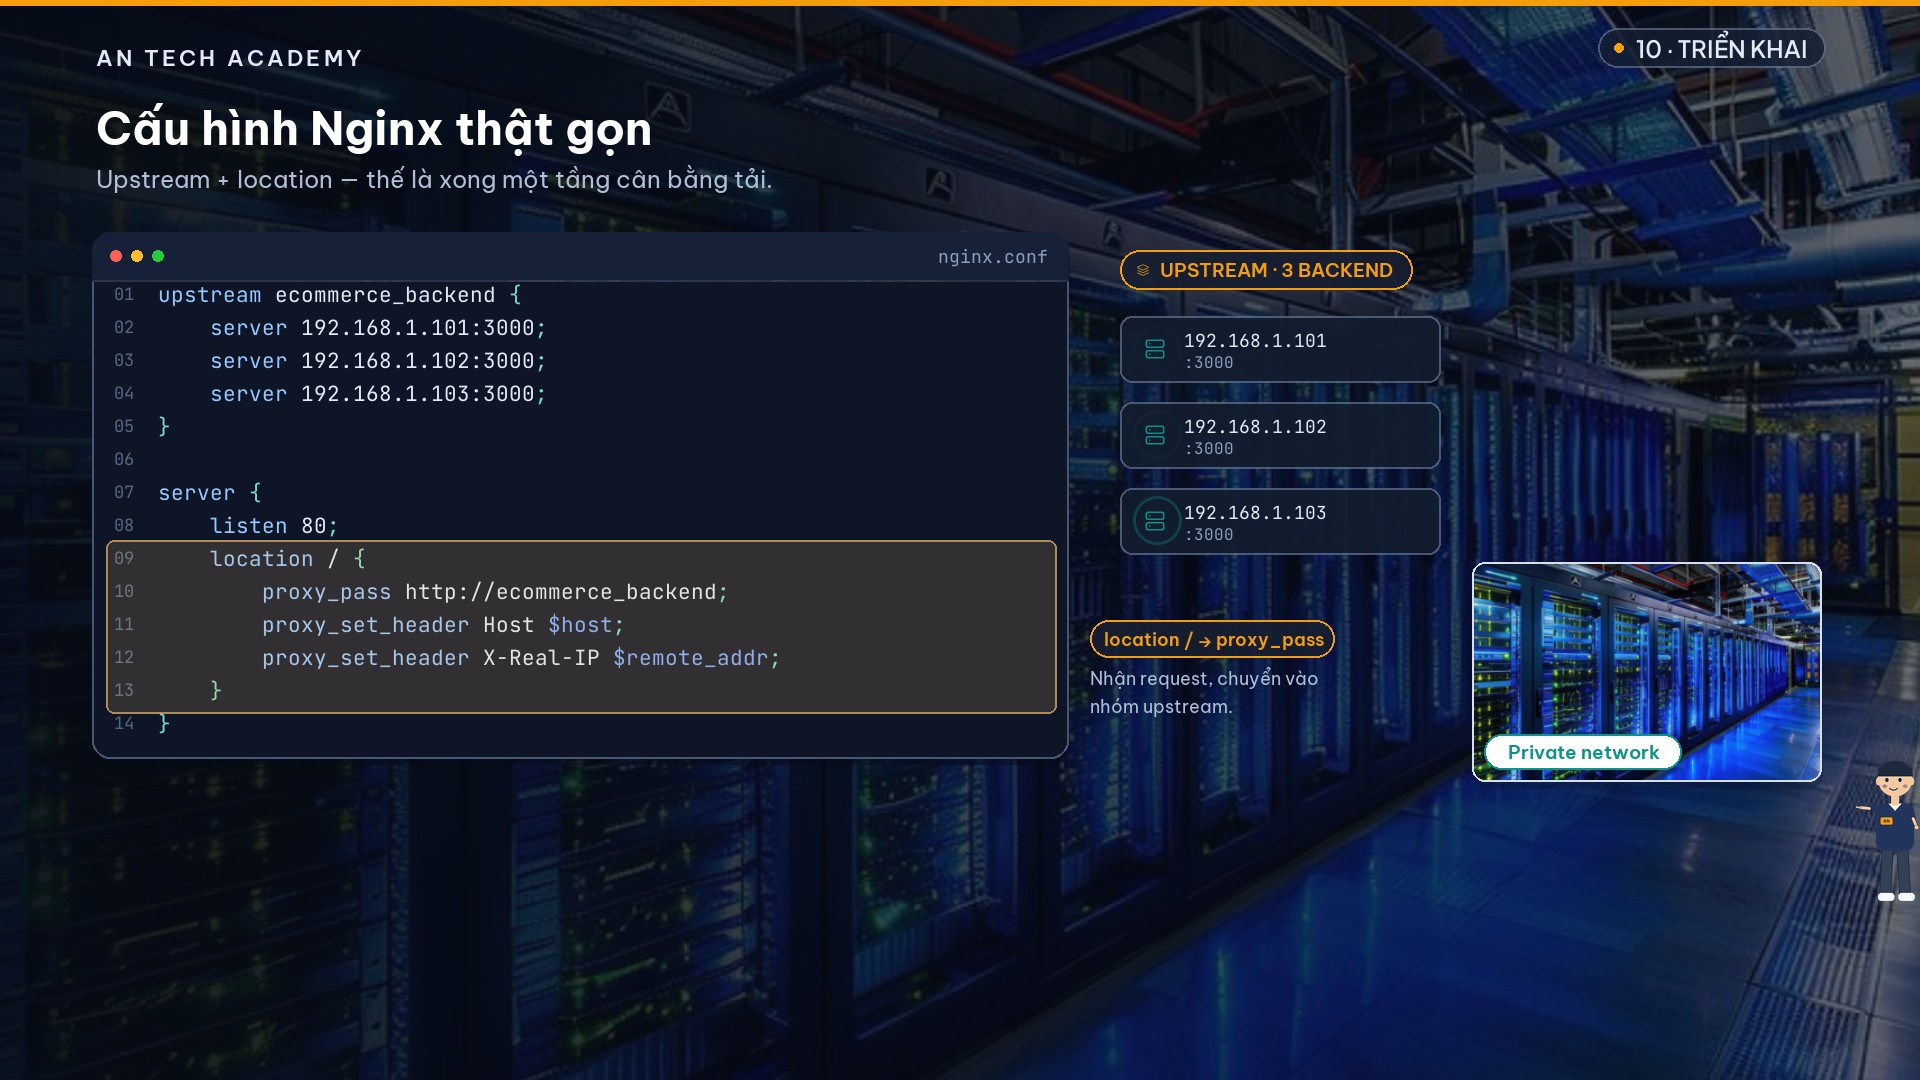 AN TECH ACADEMY
10 · TRIỂN KHAI
Cấu hình Nginx thật gọn
Upstream + location — thế là xong một tầng cân bằng tải.
nginx.conf
01 upstream ecommerce_backend {
02     server 192.168.1.101:3000;
03     server 192.168.1.102:3000;
04     server 192.168.1.103:3000;
05 }
06
07 server {
08     listen 80;
09     location / {
10         proxy_pass http://ecommerce_backend;
11         proxy_set_header Host $host;
12         proxy_set_header X-Real-IP $remote_addr;
13     }
14 }
UPSTREAM · 3 BACKEND
192.168.1.101
:3000
192.168.1.102
:3000
192.168.1.103
:3000
location / → proxy_pass
Nhận request, chuyển vào
nhóm upstream.
Private network
AN